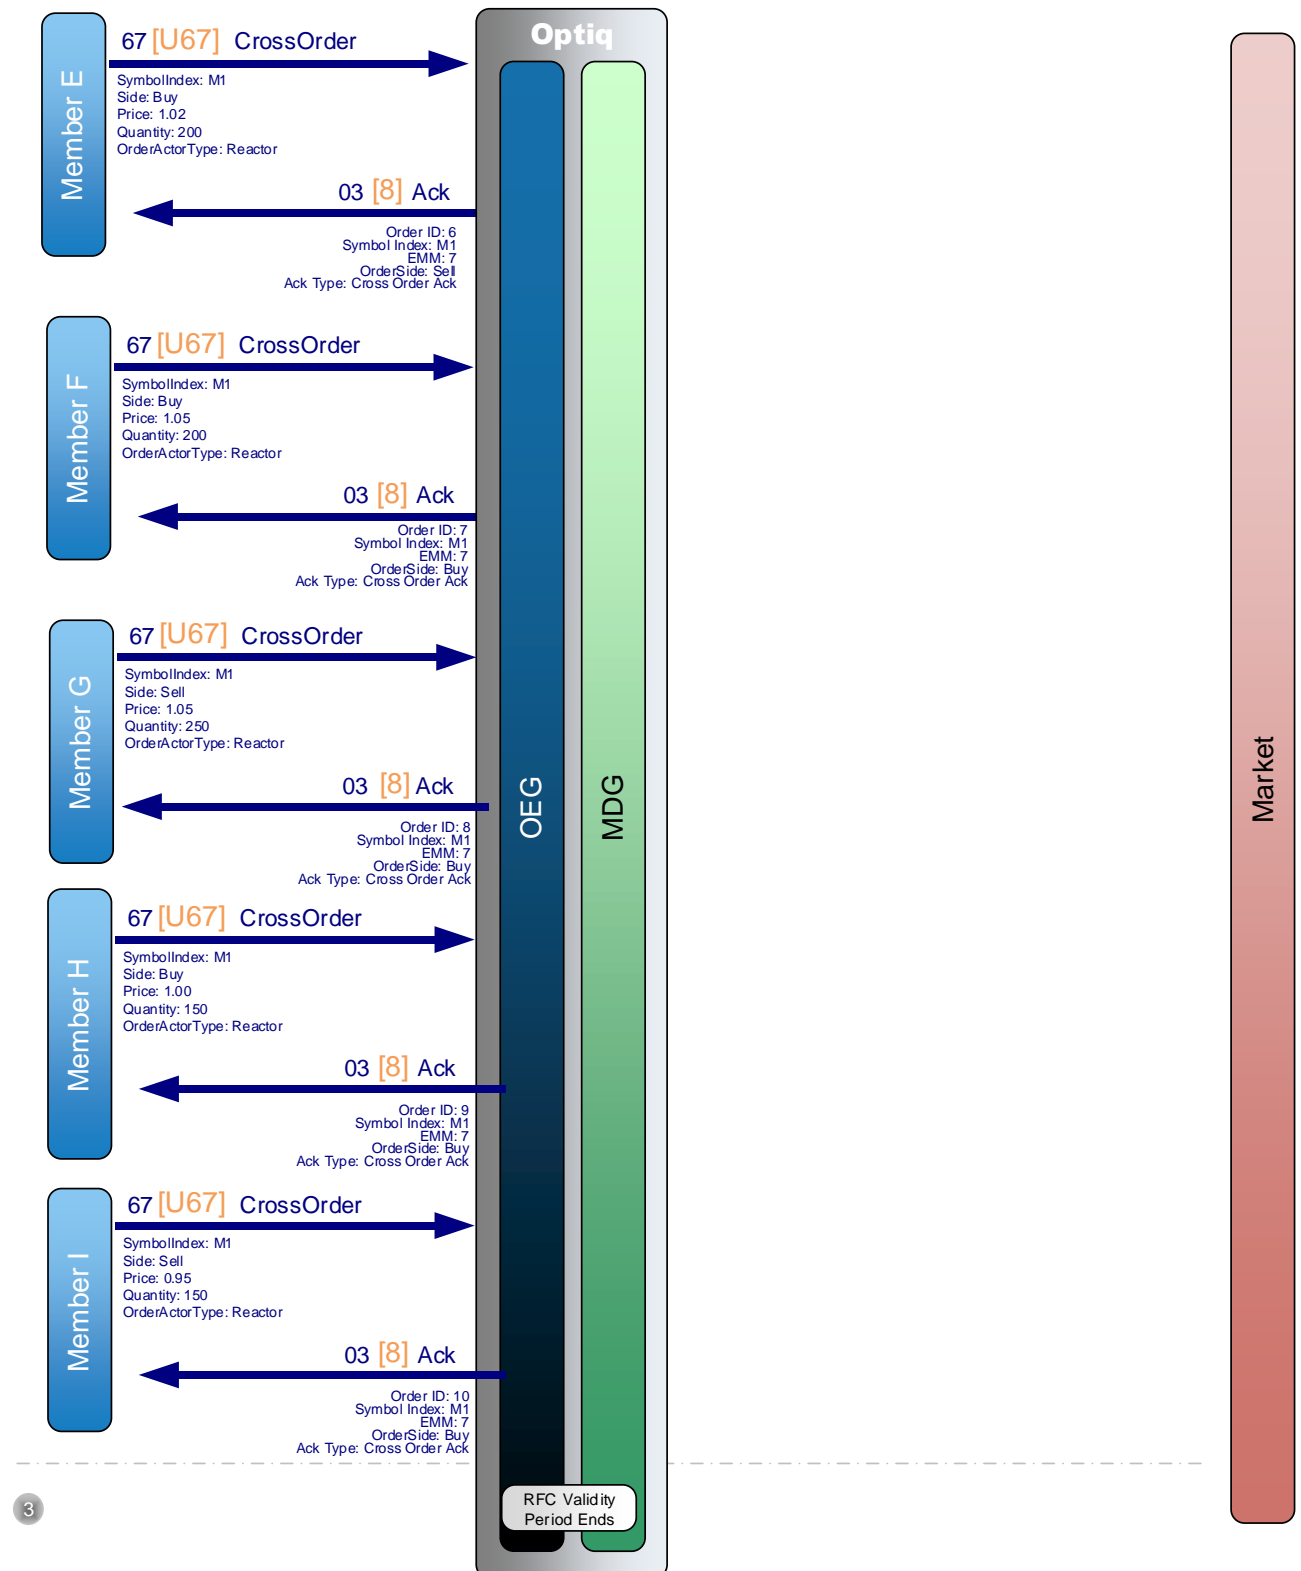 Optiq
OEG
MDG
Market
Member E
67 [U67] CrossOrder
SymbolIndex: M1
Side: Buy
Price: 1.02
Quantity: 200
OrderActorType: Reactor
03 [8] Ack
Order ID: 6
Symbol Index: M1
EMM: 7
OrderSide: Sell
Ack Type: Cross Order Ack
Member F
67 [U67] CrossOrder
SymbolIndex: M1
Side: Buy
Price: 1.05
Quantity: 200
OrderActorType: Reactor
03 [8] Ack
Order ID: 7
Symbol Index: M1
EMM: 7
OrderSide: Buy
Ack Type: Cross Order Ack
Member G
67 [U67] CrossOrder
SymbolIndex: M1
Side: Sell
Price: 1.05
Quantity: 250
OrderActorType: Reactor
03 [8] Ack
Order ID: 8
Symbol Index: M1
EMM: 7
OrderSide: Buy
Ack Type: Cross Order Ack
Member H
67 [U67] CrossOrder
SymbolIndex: M1
Side: Buy
Price: 1.00
Quantity: 150
OrderActorType: Reactor
03 [8] Ack
Order ID: 9
Symbol Index: M1
EMM: 7
OrderSide: Buy
Ack Type: Cross Order Ack
Member I
67 [U67] CrossOrder
SymbolIndex: M1
Side: Sell
Price: 0.95
Quantity: 150
OrderActorType: Reactor
03 [8] Ack
Order ID: 10
Symbol Index: M1
EMM: 7
OrderSide: Buy
Ack Type: Cross Order Ack
3
RFC Validity
Period Ends